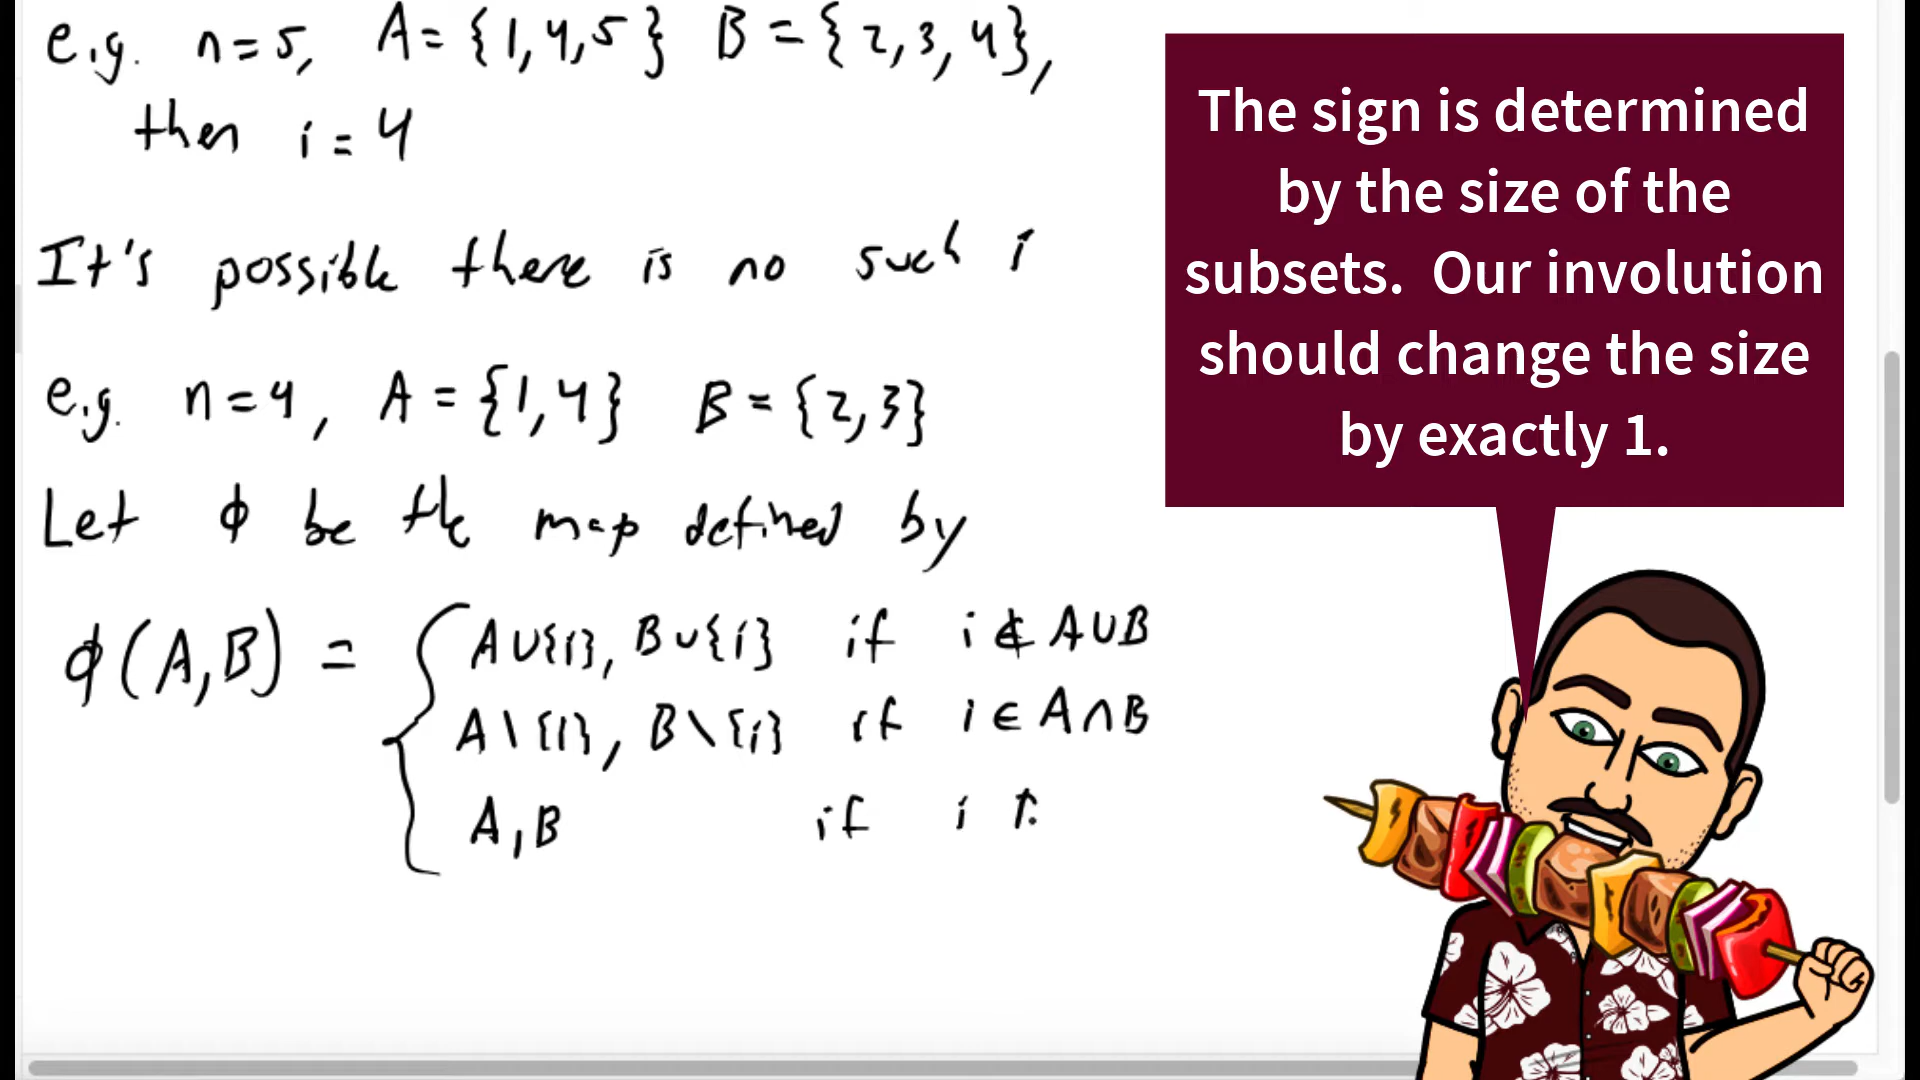 e.g. n=5, A={1,4,5} B={2,3,4},
then i=4
It's possible there is no such i
e.g. n=4, A={1,4} B={2,3}
Let ϕ be the map defined by
ϕ(A,B) = { A∪{i}, B∪{i} if i∉A∪B
A\{i}, B\{i} if i∈A∩B
A,B if i
The sign is determined
by the size of the
subsets. Our involution
should change the size
by exactly 1.